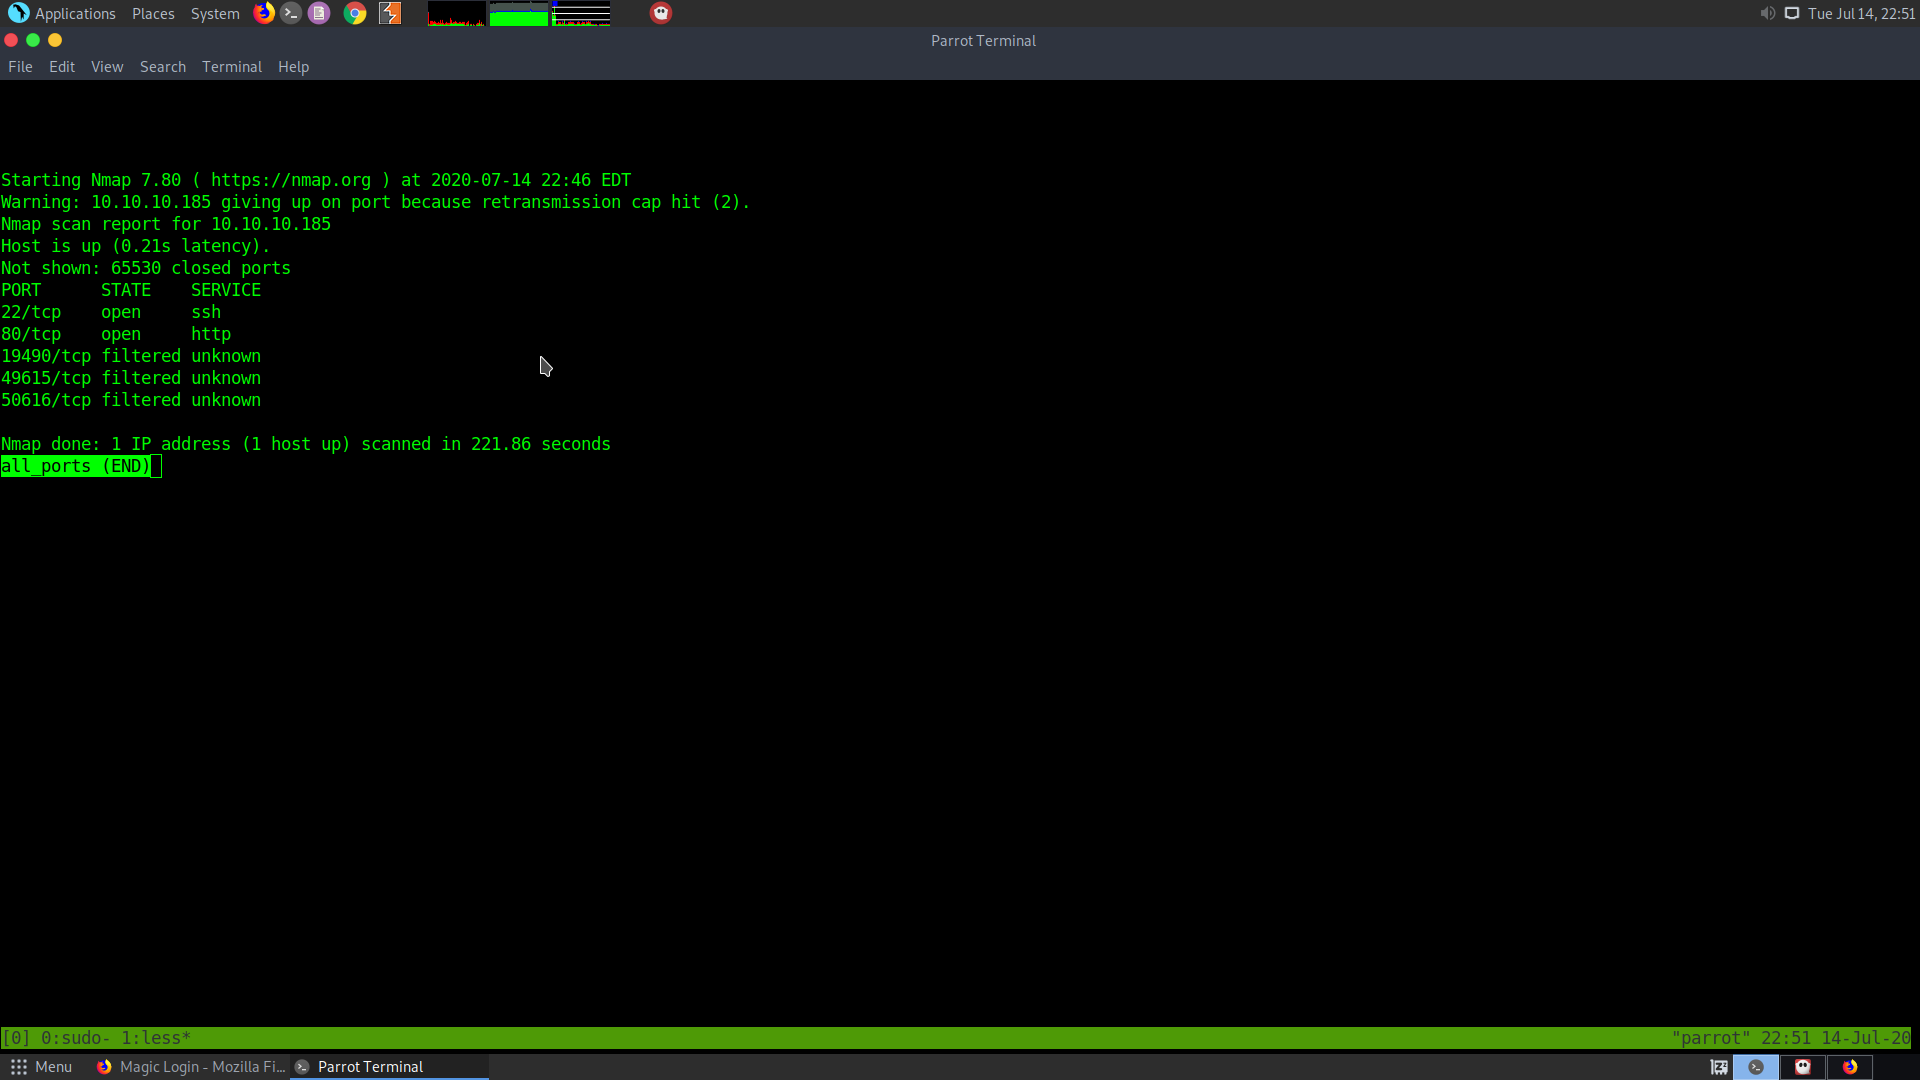 Applications Places System Tue Jul 14, 22:51
Parrot Terminal
File Edit View Search Terminal Help
Starting Nmap 7.80 ( https://nmap.org ) at 2020-07-14 22:46 EDT
Warning: 10.10.10.185 giving up on port because retransmission cap hit (2).
Nmap scan report for 10.10.10.185
Host is up (0.21s latency).
Not shown: 65530 closed ports
PORT      STATE    SERVICE
22/tcp    open     ssh
80/tcp    open     http
19490/tcp filtered unknown
49615/tcp filtered unknown
50616/tcp filtered unknown
Nmap done: 1 IP address (1 host up) scanned in 221.86 seconds
all_ports (END)
[0] 0:sudo- 1:less* "parrot" 22:51 14-Jul-20
Menu Magic Login - Mozilla Fi... Parrot Terminal